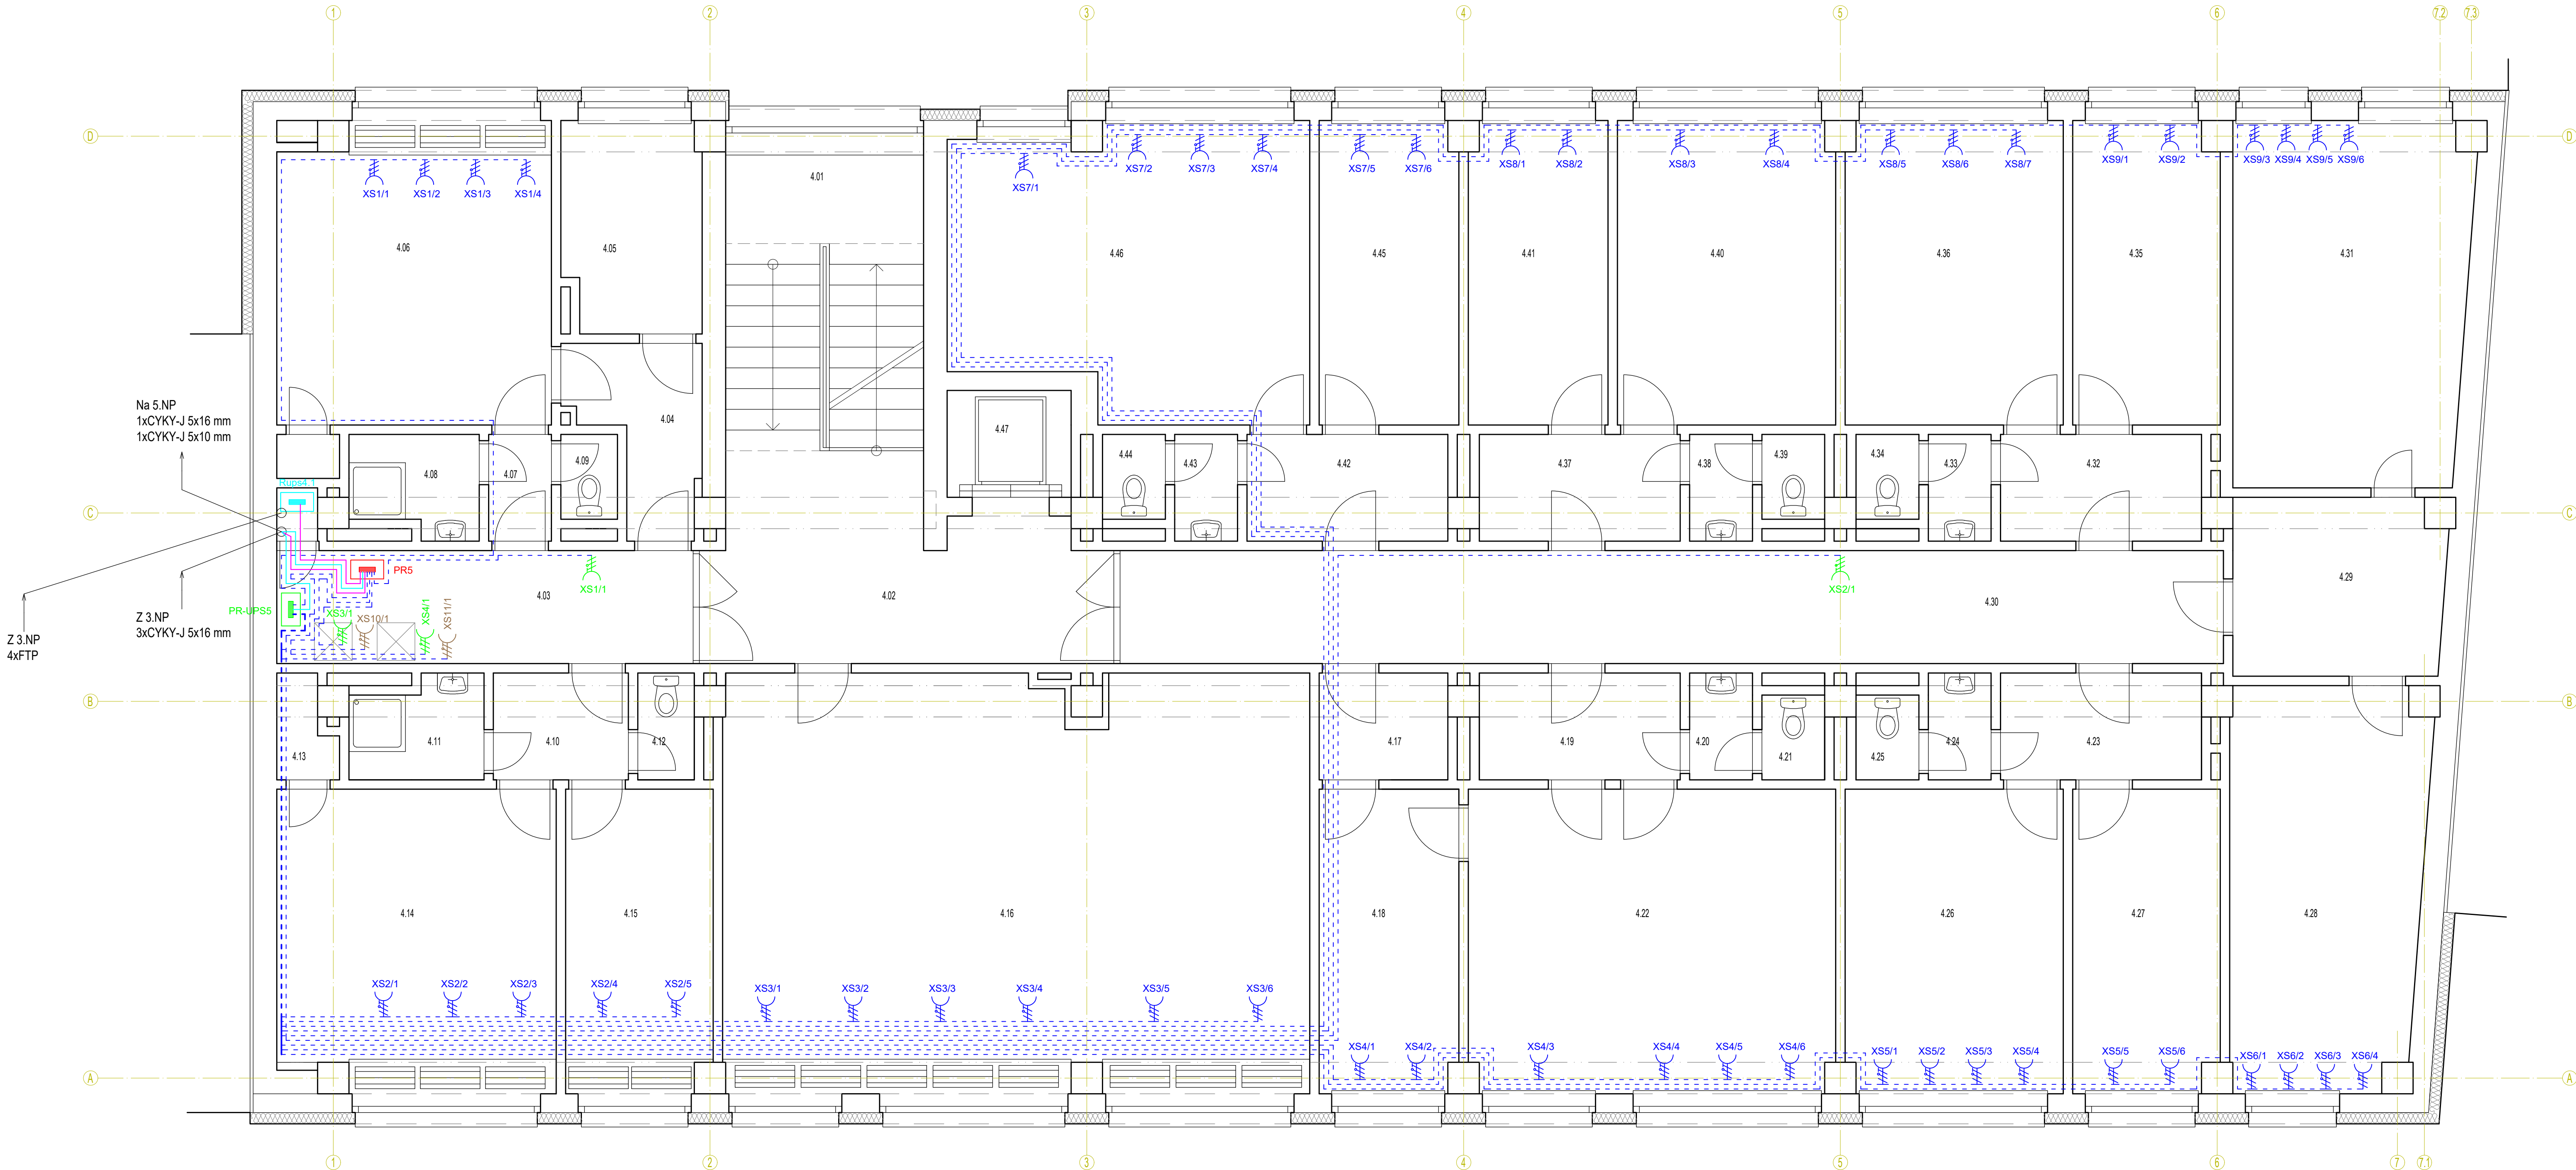 1 2 3 4 5 6 7.2 7.3
D D
XS1/1 XS1/2 XS1/3 XS1/4
4.01
XS7/1 XS7/2 XS7/3 XS7/4 XS7/5 XS7/6 XS8/1 XS8/2 XS8/3 XS8/4 XS8/5 XS8/6 XS8/7 XS9/1 XS9/2 XS9/3 XS9/4 XS9/5 XS9/6
4.06 4.05 4.46 4.45 4.41 4.40 4.36 4.35 4.31
Na 5.NP
1xCYKY-J 5x16 mm
1xCYKY-J 5x10 mm
4.04 4.47
4.08 4.07 4.09 4.44 4.43 4.42 4.37 4.38 4.39 4.34 4.33 4.32
Rups4.1
C C
PR5
XS1/1 XS2/1
4.03 4.02 4.30 4.29
PR-UPS5
XS3/1 XS10/1 XS4/1 XS11/1
Z 3.NP
3xCYKY-J 5x16 mm
Z 3.NP
4xFTP
B B
4.13 4.11 4.10 4.12 4.17 4.19 4.20 4.21 4.25 4.24 4.23
4.14 4.15 4.16 4.18 4.22 4.26 4.27 4.28
XS2/1 XS2/2 XS2/3 XS2/4 XS2/5 XS3/1 XS3/2 XS3/3 XS3/4 XS3/5 XS3/6
XS4/1 XS4/2 XS4/3 XS4/4 XS4/5 XS4/6 XS5/1 XS5/2 XS5/3 XS5/4 XS5/5 XS5/6 XS6/1 XS6/2 XS6/3 XS6/4
A A
1 2 3 4 5 6 7 7.1